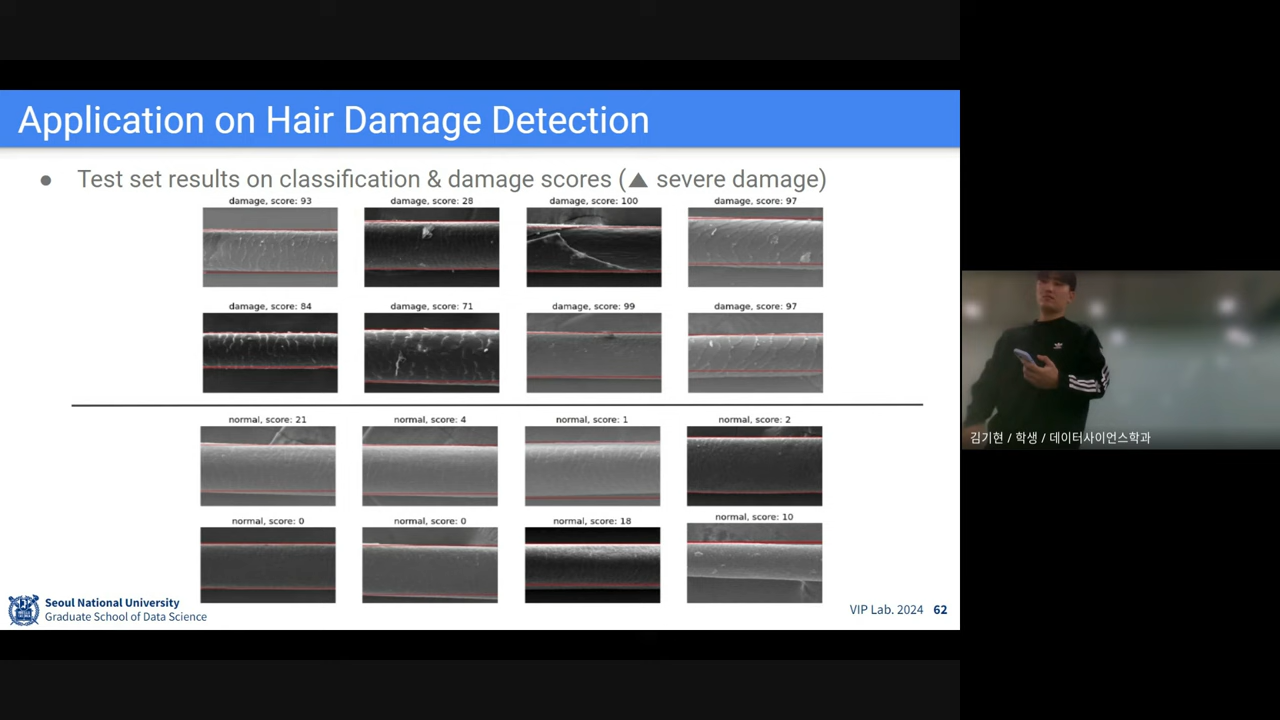 Application on Hair Damage Detection
● Test set results on classification & damage scores (▲ severe damage)
damage, score: 93
damage, score: 28
damage, score: 100
damage, score: 97
damage, score: 84
damage, score: 71
damage, score: 99
damage, score: 97
normal, score: 21
normal, score: 4
normal, score: 1
normal, score: 2
normal, score: 0
normal, score: 0
normal, score: 18
normal, score: 10
Seoul National University
Graduate School of Data Science
VIP Lab. 2024 62
김기현 / 학생 / 데이터사이언스학과